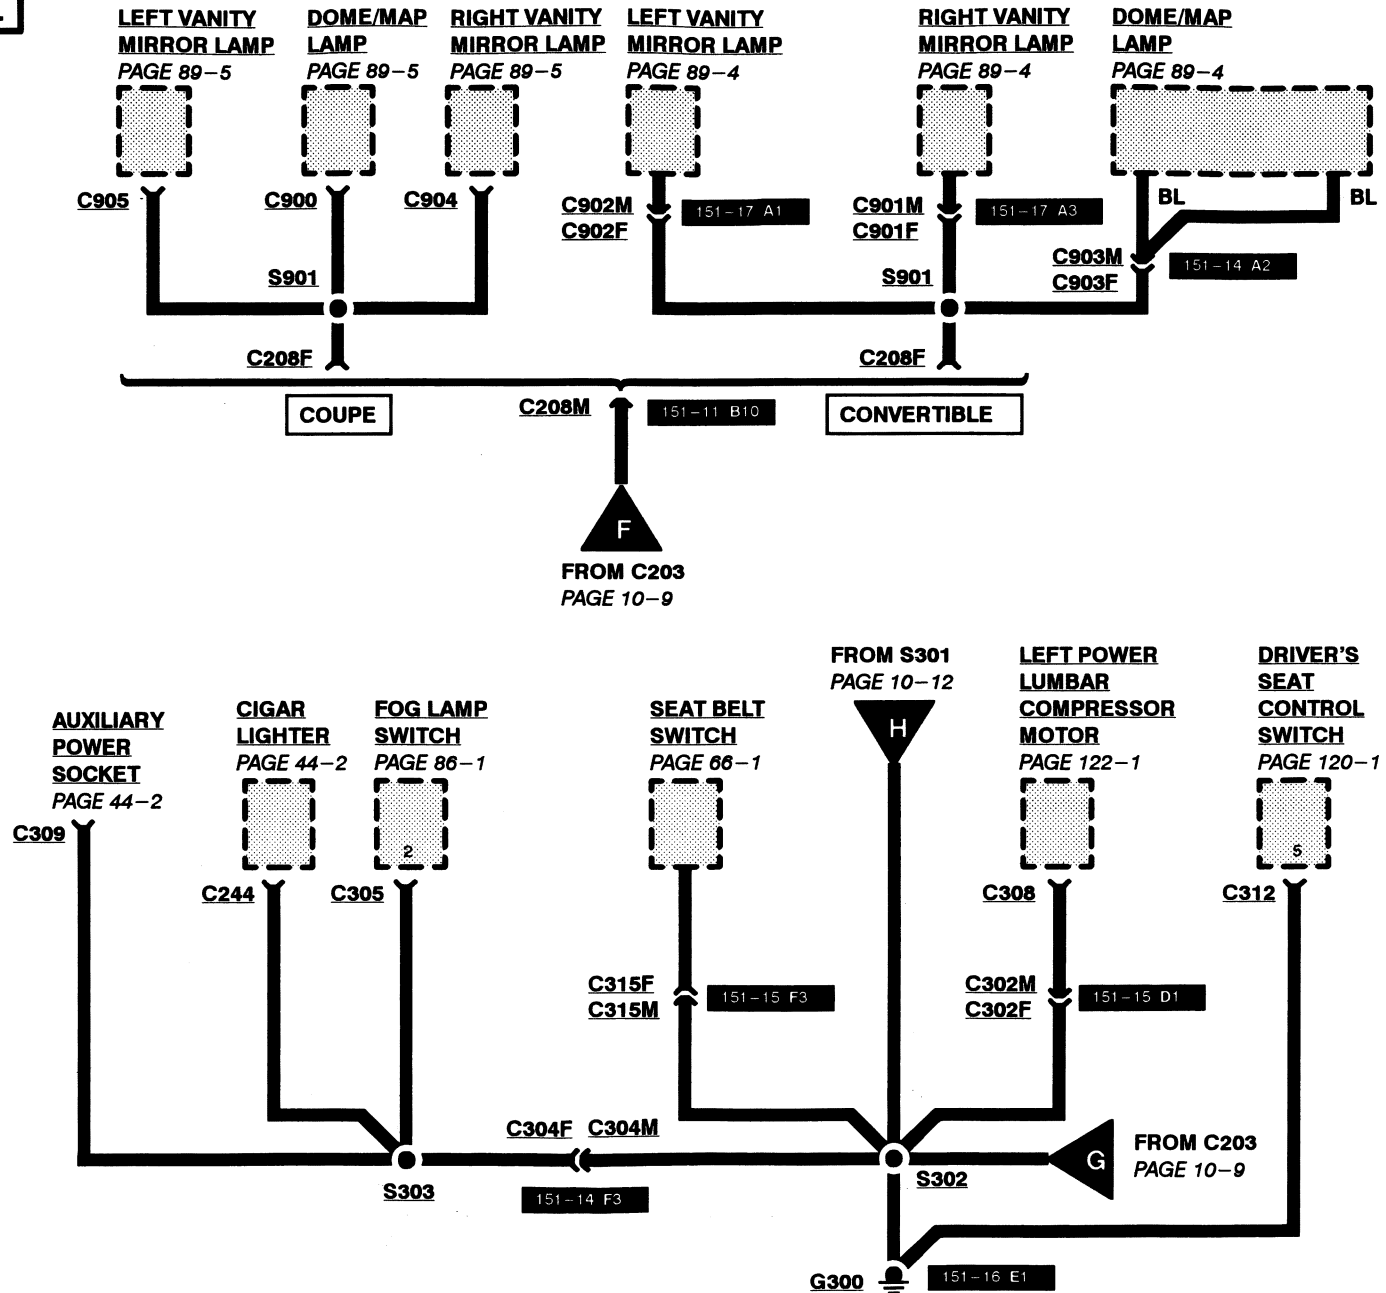 LEFT VANITY
MIRROR LAMP
PAGE 89-5
DOME/MAP
LAMP
PAGE 89-5
RIGHT VANITY
MIRROR LAMP
PAGE 89-5
LEFT VANITY
MIRROR LAMP
PAGE 89-4
RIGHT VANITY
MIRROR LAMP
PAGE 89-4
DOME/MAP
LAMP
PAGE 89-4
C905
C900
C904
C902M
C902F
151-17 A1
C901M
C901F
151-17 A3
BL
BL
C903M
C903F
151-14 A2
S901
S901
C208F
C208F
COUPE
C208M
151-11 B10
CONVERTIBLE
F
FROM C203
PAGE 10-9
AUXILIARY
POWER
SOCKET
PAGE 44-2
CIGAR
LIGHTER
PAGE 44-2
FOG LAMP
SWITCH
PAGE 86-1
SEAT BELT
SWITCH
PAGE 66-1
FROM S301
PAGE 10-12
H
LEFT POWER
LUMBAR
COMPRESSOR
MOTOR
PAGE 122-1
DRIVER'S
SEAT
CONTROL
SWITCH
PAGE 120-1
C309
2
5
C244
C305
C308
C312
C315F
C315M
151-15 F3
C302M
C302F
151-15 D1
C304F
C304M
S303
151-14 F3
S302
G
FROM C203
PAGE 10-9
G300
151-16 E1